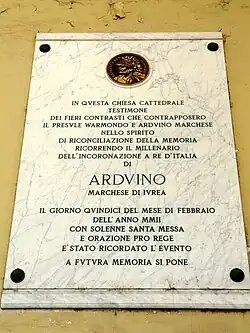 IN QVESTA CHIESA CATTEDRALE
TESTIMONE
DEI FIERI CONTRASTI CHE CONTRAPPOSERO
IL PRESVLE WARMONDO E ARDVINO MARCHESE
NELLO SPIRITO
DI RICONCILIAZIONE DELLA MEMORIA
RICORRENDO IL MILLENARIO
DELL'INCORONAZIONE A RE D'ITALIA
DI
ARDVINO
MARCHESE DI IVREA
IL GIORNO QVINDICI DEL MESE DI FEBBRAIO
DELL'ANNO MMII
CON SOLENNE SANTA MESSA
E ORAZIONE PRO REGE
E' STATO RICORDATO L'EVENTO
A FVTVRA MEMORIA SI PONE